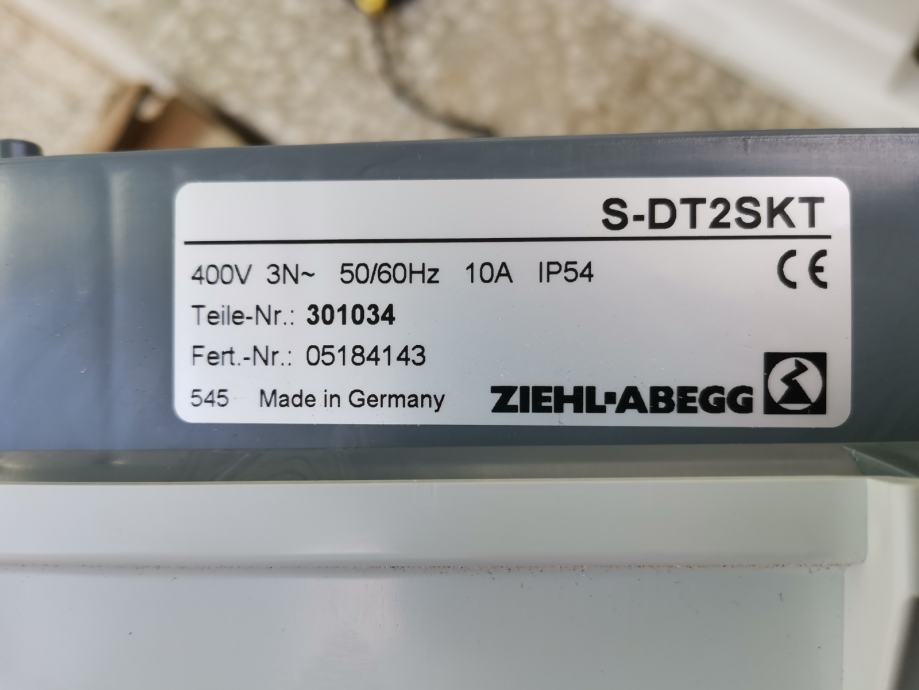 S-DT2SKT
400V 3N~ 50/60Hz 10A IP54 CE
Teile-Nr.: 301034
Fert.-Nr.: 05184143
545 Made in Germany ZIEHL-ABEGG